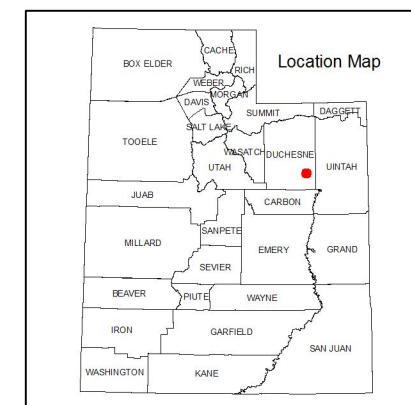 Location Map
CACHE
BOX ELDER
RICH
WEBER
MORGAN
DAVIS
SUMMIT
DAGGETT
SALT LAKE
TOOELE
WASATCH
DUCHESNE
UTAH
UINTAH
JUAB
CARBON
SANPETE
MILLARD
EMERY
GRAND
SEVIER
BEAVER
PIUTE
WAYNE
IRON
GARFIELD
SAN JUAN
WASHINGTON
KANE